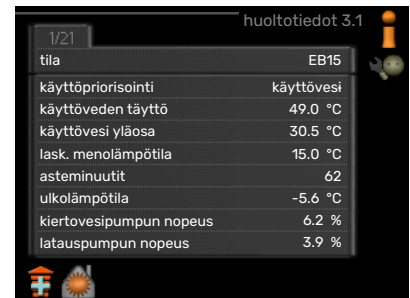 huoltotiedot 3.1
1/21
tila EB15
käyttöpriorisointi käyttövesi
käyttöveden täyttö 49.0 °C
käyttövesi yläosa 30.5 °C
lask. menolämpötila 15.0 °C
asteminuutit 62
ulkolämpötila -5.6 °C
kiertovesipumpun nopeus 6.2 %
latauspumpun nopeus 3.9 %